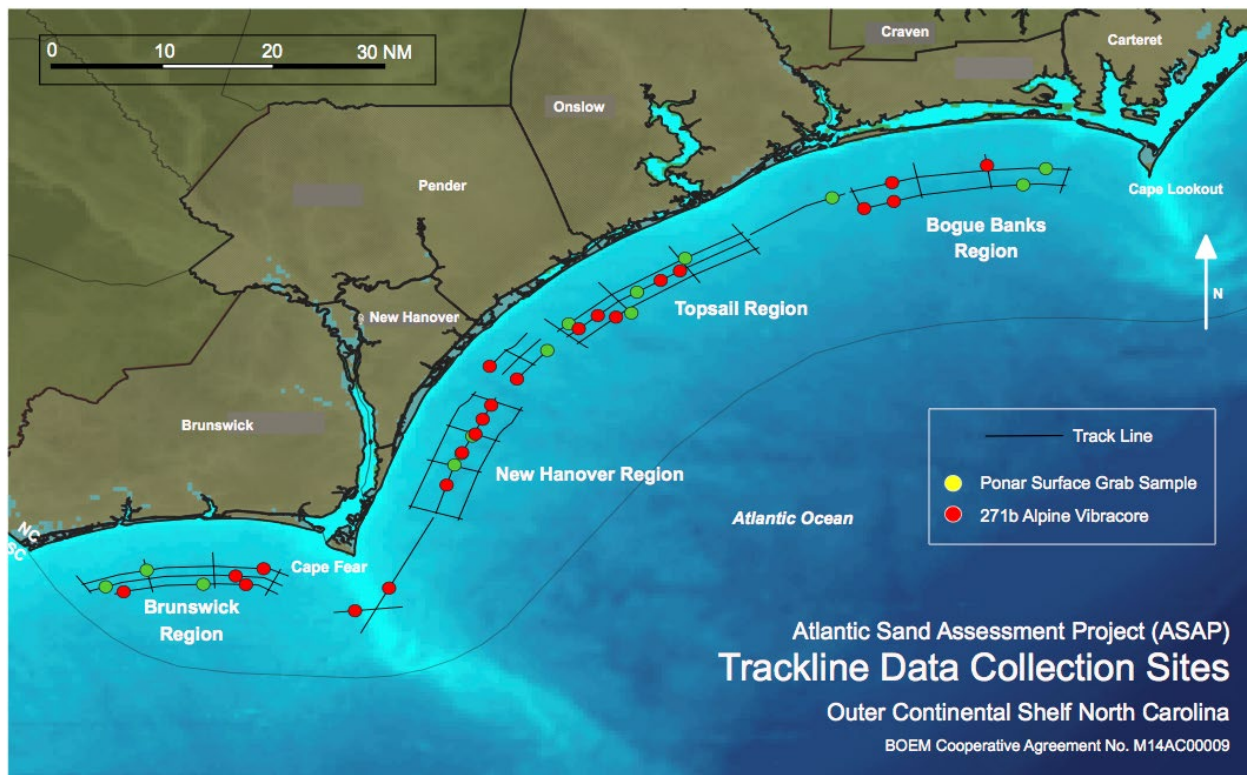 0 10 20 30 NM
Craven
Carteret
Onslow
Pender
Cape Lookout
Bogue Banks
Region
N
Topsail Region
New Hanover
Brunswick
New Hanover Region
Track Line
Ponar Surface Grab Sample
271b Alpine Vibracore
Atlantic Ocean
NC
SC
Cape Fear
Brunswick
Region
Atlantic Sand Assessment Project (ASAP)
Trackline Data Collection Sites
Outer Continental Shelf North Carolina
BOEM Cooperative Agreement No. M14AC00009